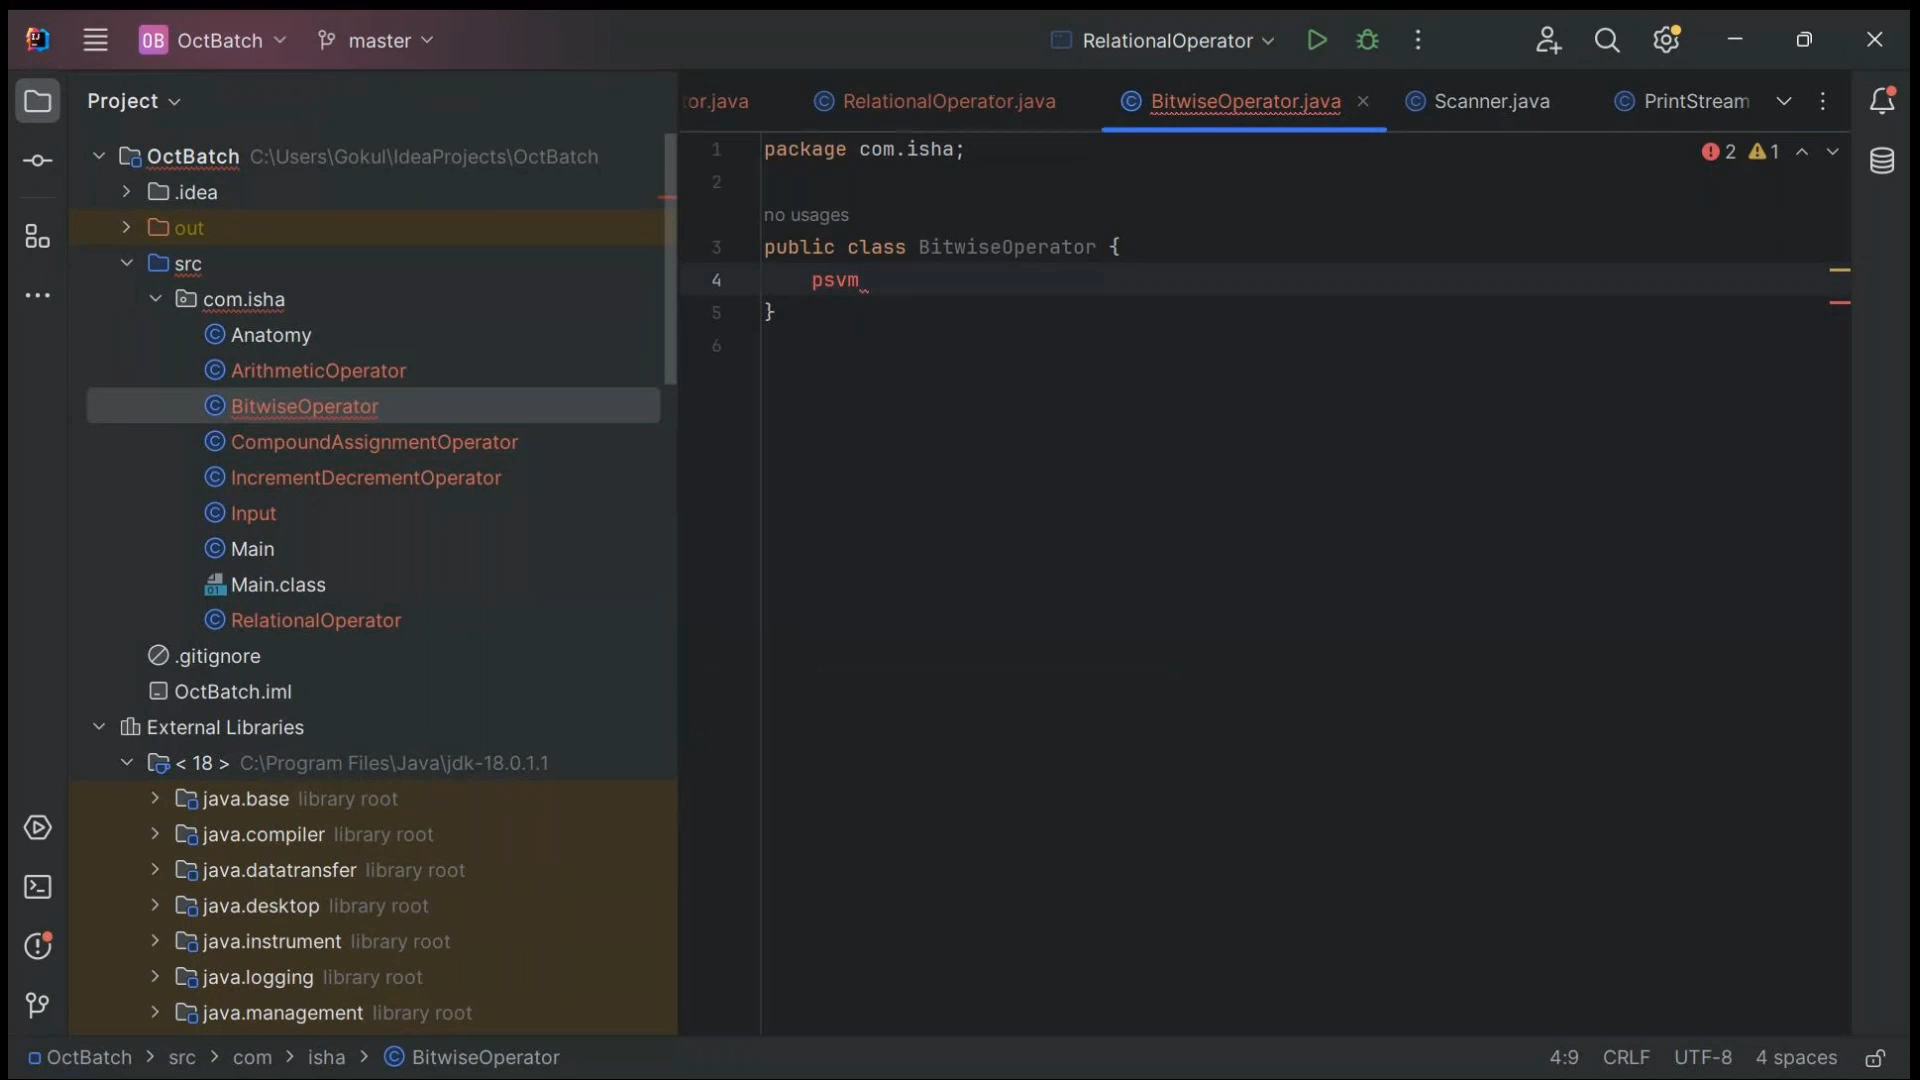 OB OctBatch master RelationalOperator
Project
or.java RelationalOperator.java BitwiseOperator.java Scanner.java PrintStream
OctBatch C:\Users\Gokul\IdeaProjects\OctBatch
.idea
out
src
com.isha
Anatomy
ArithmeticOperator
BitwiseOperator
CompoundAssignmentOperator
IncrementDecrementOperator
Input
Main
Main.class
RelationalOperator
.gitignore
OctBatch.iml
External Libraries
< 18 > C:\Program Files\Java\jdk-18.0.1.1
java.base library root
java.compiler library root
java.datatransfer library root
java.desktop library root
java.instrument library root
java.logging library root
java.management library root
1 package com.isha;
2 1
2
no usages
3 public class BitwiseOperator {
4 psvm
5 }
6
OctBatch > src > com > isha > BitwiseOperator
4:9 CRLF UTF-8 4 spaces